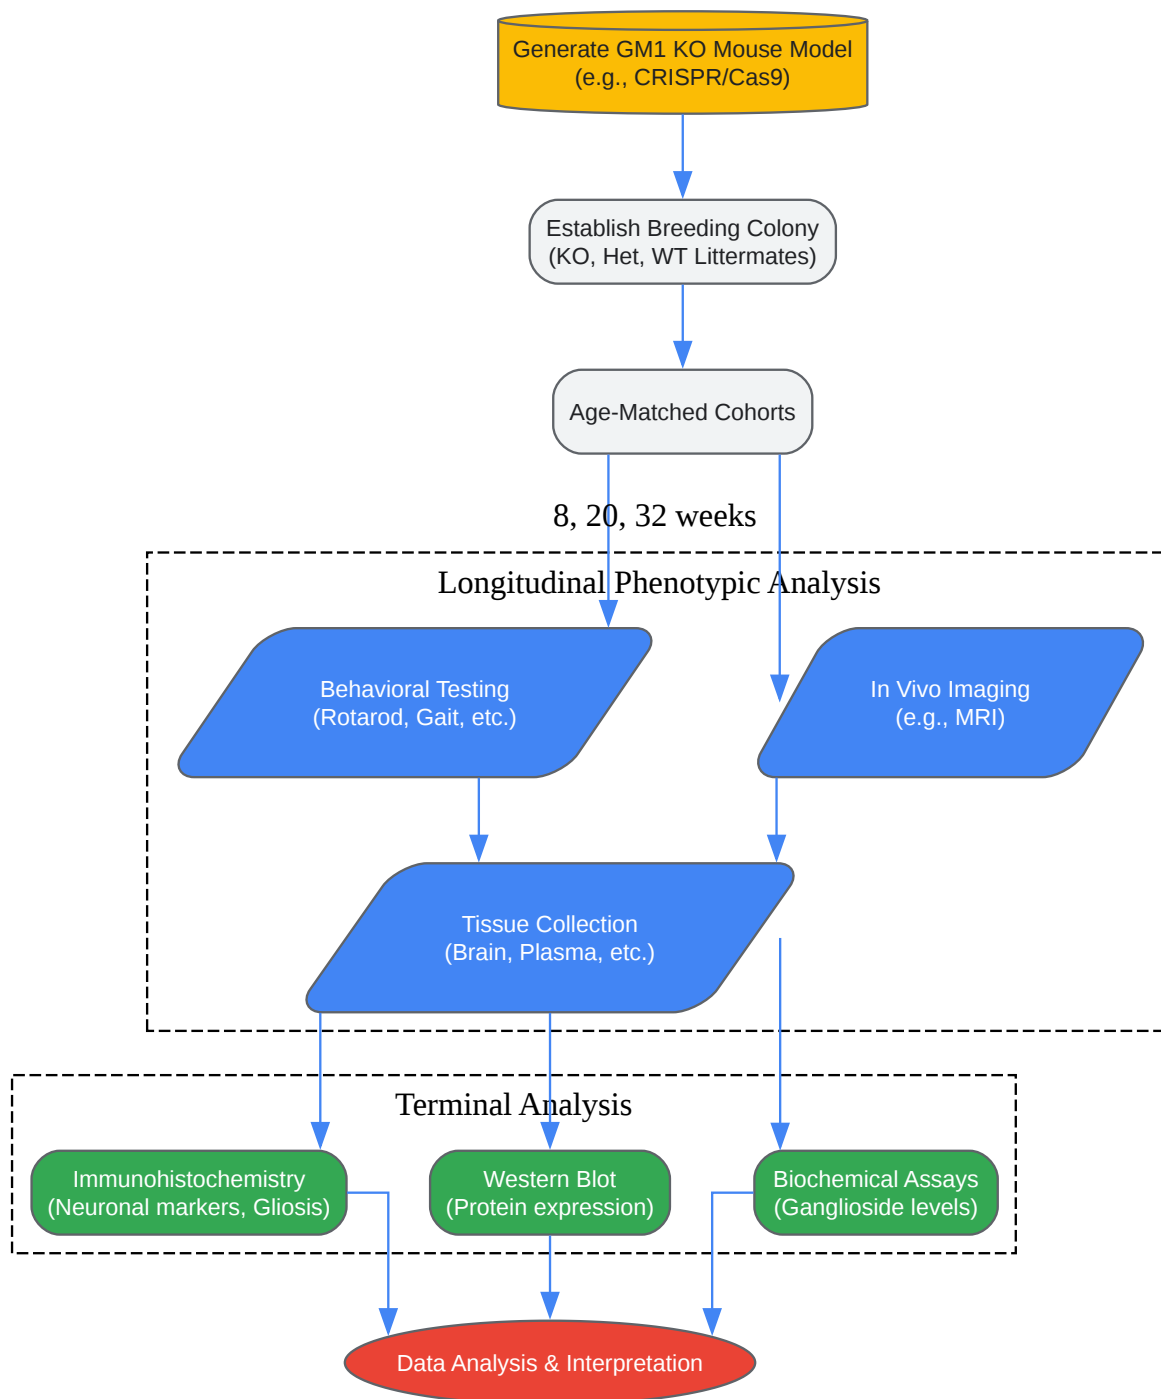 Generate GM1 KO Mouse Model
(e.g., CRISPR/Cas9)
Establish Breeding Colony
(KO, Het, WT Littermates)
Age-Matched Cohorts
8, 20, 32 weeks
Longitudinal Phenotypic Analysis
Behavioral Testing
(Rotarod, Gait, etc.)
In Vivo Imaging
(e.g., MRI)
Tissue Collection
(Brain, Plasma, etc.)
Terminal Analysis
Immunohistochemistry
(Neuronal markers, Gliosis)
Western Blot
(Protein expression)
Biochemical Assays
(Ganglioside levels)
Data Analysis & Interpretation